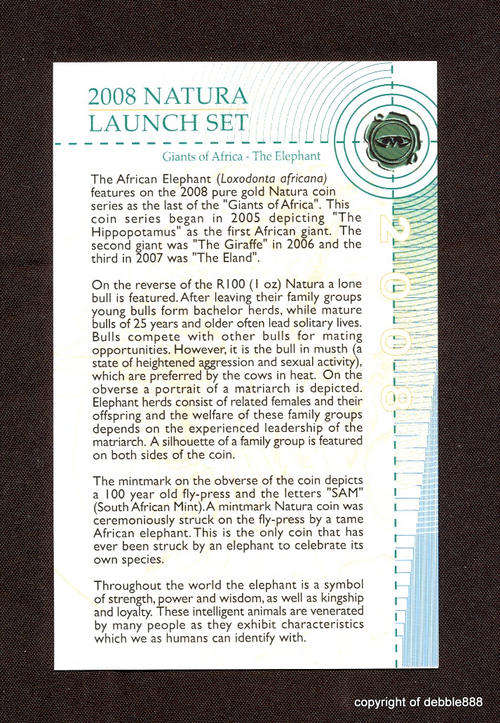 2008 NATURA
LAUNCH SET
Giants of Africa - The Elephant
The African Elephant (Loxodonta africana)
features on the 2008 pure gold Natura coin
series as the last of the "Giants of Africa". This
coin series began in 2005 depicting "The
Hippopotamus" as the first African giant. The
second giant was "The Giraffe" in 2006 and the
third in 2007 was "The Eland".
On the reverse of the R100 (1 oz) Natura a lone
bull is featured. After leaving their family groups
young bulls form bachelor herds, while mature
bulls of 25 years and older often lead solitary lives.
Bulls compete with other bulls for mating
opportunities. However, it is the bull in musth (a
state of heightened aggression and sexual activity),
which are preferred by the cows in heat. On the
obverse a portrait of a matriarch is depicted.
Elephant herds consist of related females and their
offspring and the welfare of these family groups
depends on the experienced leadership of the
matriarch. A silhouette of a family group is featured
on both sides of the coin.
The mintmark on the obverse of the coin depicts
a 100 year old fly-press and the letters "SAM"
(South African Mint). A mintmark Natura coin was
ceremoniously struck on the fly-press by a tame
African elephant. This is the only coin that has
ever been struck by an elephant to celebrate its
own species.
Throughout the world the elephant is a symbol
of strength, power and wisdom, as well as kingship
and loyalty. These intelligent animals are venerated
by many people as they exhibit characteristics
which we as humans can identify with.
2008
copyright of debble888